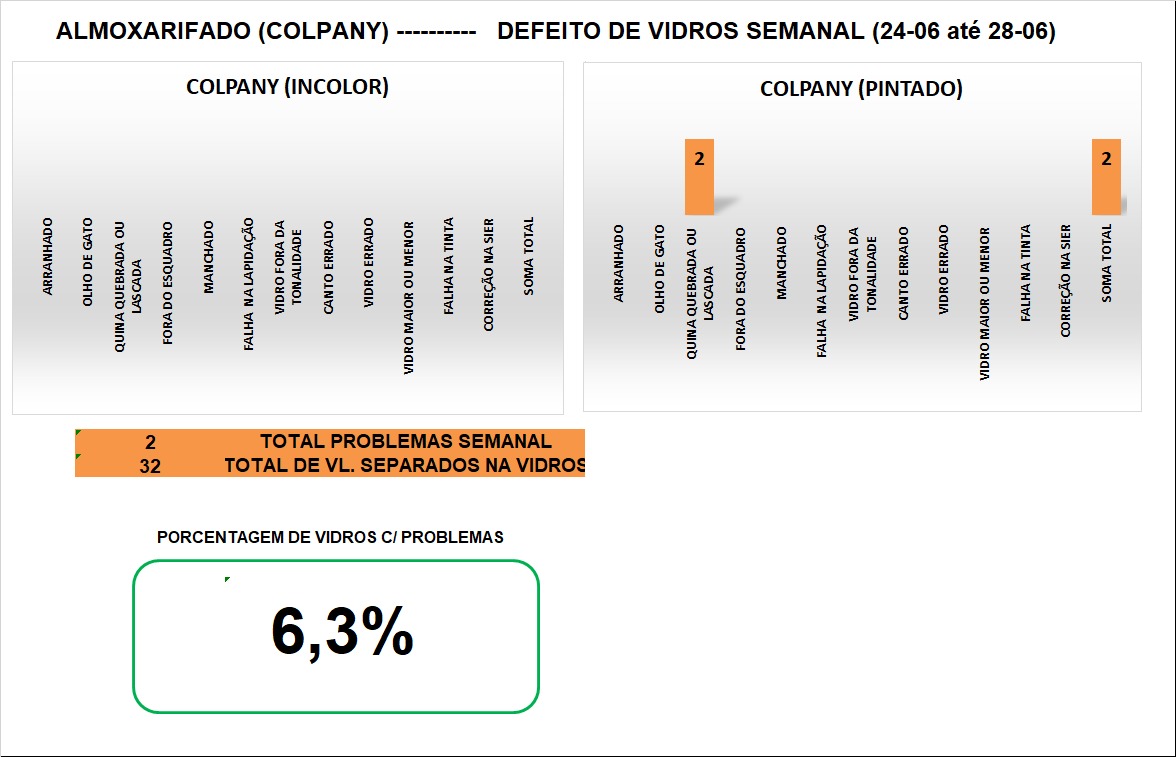 ALMOXARIFADO (COLPANY) ---------- DEFEITO DE VIDROS SEMANAL (24-06 até 28-06)
COLPANY (INCOLOR)
ARRANHADO
OLHO DE GATO
QUINA QUEBRADA OU
LASCADA
FORA DO ESQUADRO
MANCHADO
FALHA NA LAPIDAÇÃO
VIDRO FORA DA
TONALIDADE
CANTO ERRADO
VIDRO ERRADO
VIDRO MAIOR OU MENOR
FALHA NA TINTA
CORREÇÃO NA SIER
SOMA TOTAL
COLPANY (PINTADO)
2
2
ARRANHADO
OLHO DE GATO
QUINA QUEBRADA OU
LASCADA
FORA DO ESQUADRO
MANCHADO
FALHA NA LAPIDAÇÃO
VIDRO FORA DA
TONALIDADE
CANTO ERRADO
VIDRO ERRADO
VIDRO MAIOR OU MENOR
FALHA NA TINTA
CORREÇÃO NA SIER
SOMA TOTAL
2 TOTAL PROBLEMAS SEMANAL
32 TOTAL DE VL. SEPARADOS NA VIDROS
PORCENTAGEM DE VIDROS C/ PROBLEMAS
6,3%